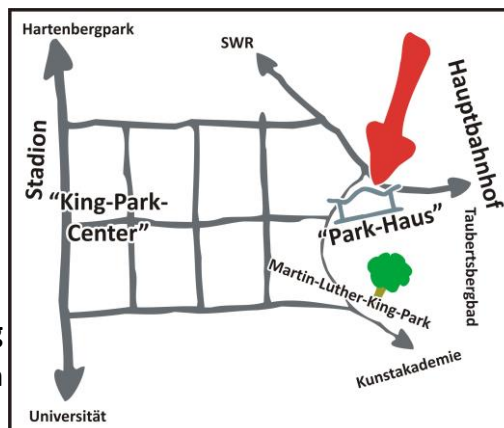 Hartenbergpark
SWR
Hauptbahnhof
Stadion
"King-Park-
Center"
"Park-Haus"
Taubertsbergbad
Martin-Luther-King-Park
Kunstakademie
Universität